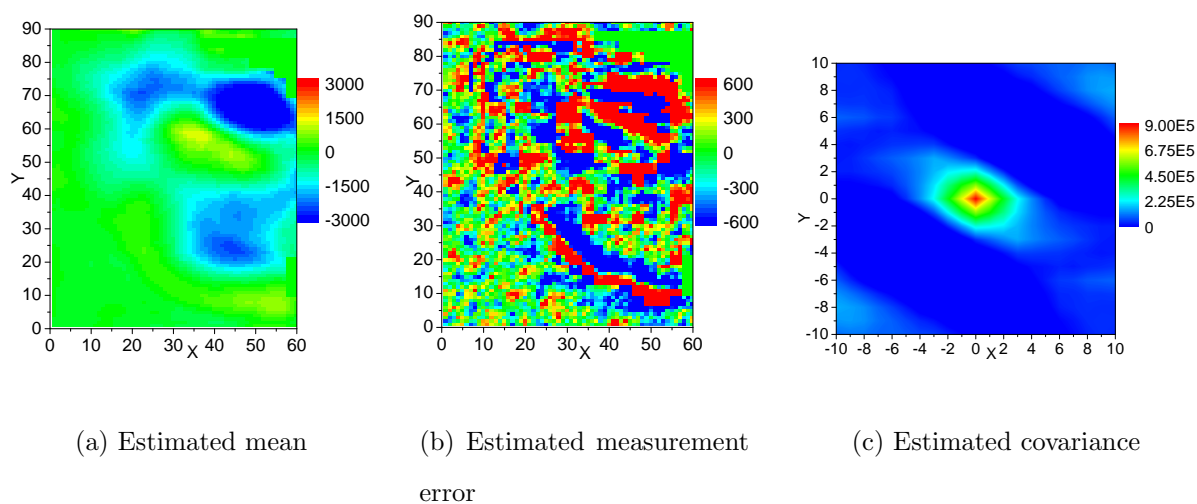 90
80
70
60
50
40
30
20
10
0
Y
0 10 20 30 40 50 60
X
3000
1500
0
-1500
-3000
90
80
70
60
50
40
30
20
10
0
Y
0 10 20 30 40 50 60
X
600
300
0
-300
-600
10
8
6
4
2
0
-2
-4
-6
-8
-10
Y
-10 -8 -6 -4 -2 0 2 4 6 8 10
X
9.00E5
6.75E5
4.50E5
2.25E5
0
(a) Estimated mean
(b) Estimated measurement
error
(c) Estimated covariance